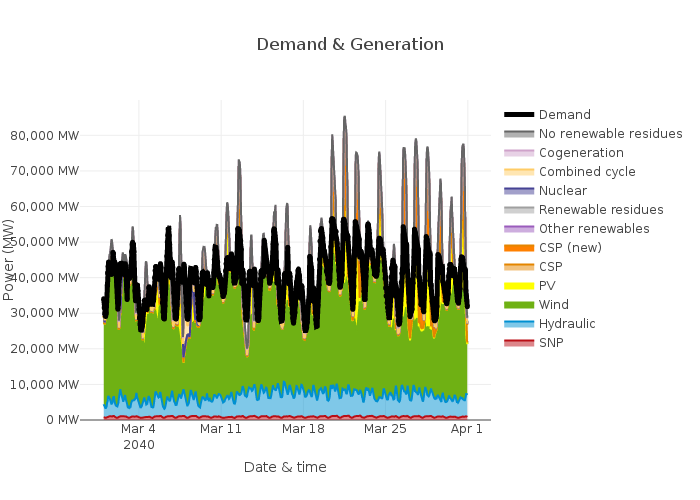 Demand & Generation
80,000 MW
70,000 MW
60,000 MW
50,000 MW
40,000 MW
30,000 MW
20,000 MW
10,000 MW
0 MW
Power (MW)
Mar 4
2040
Mar 11
Mar 18
Mar 25
Apr 1
Date & time
Demand
No renewable residues
Cogeneration
Combined cycle
Nuclear
Renewable residues
Other renewables
CSP (new)
CSP
PV
Wind
Hydraulic
SNP